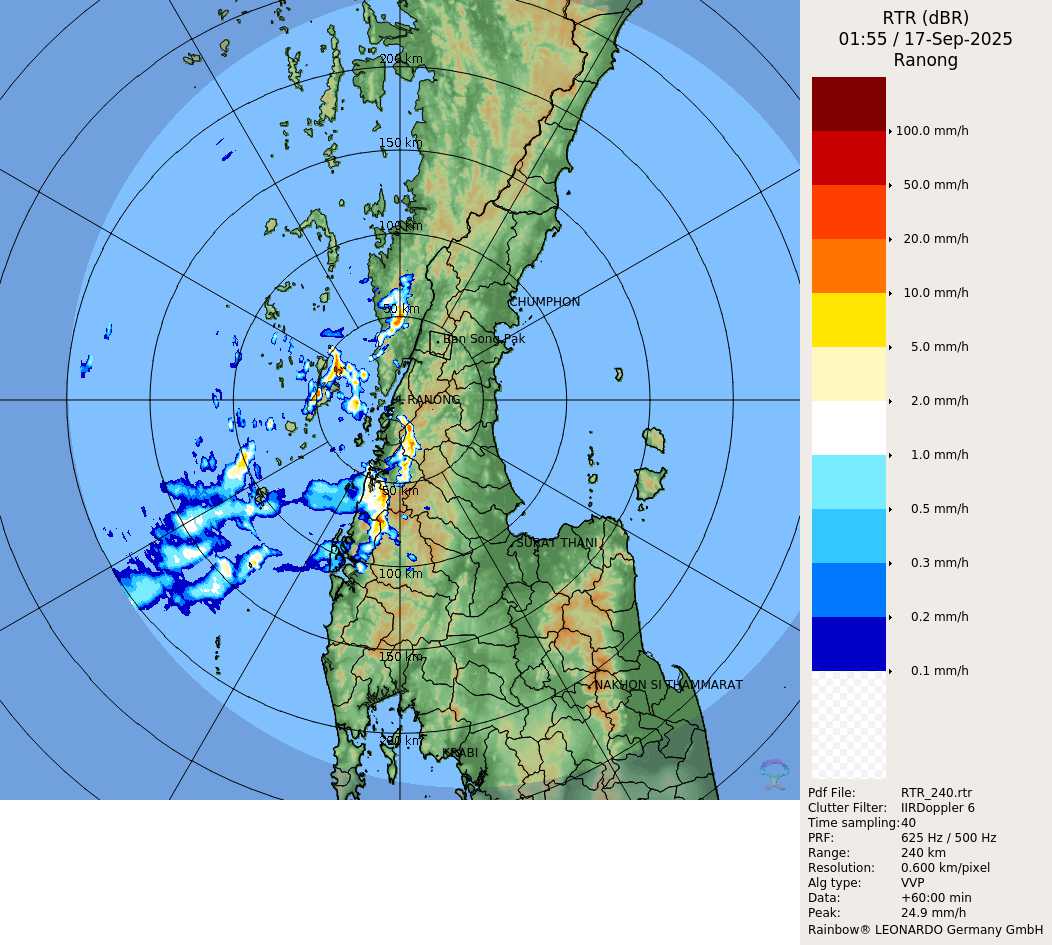 RTR (dBR)
01:55 / 17-Sep-2025
Ranong
100.0 mm/h
50.0 mm/h
20.0 mm/h
10.0 mm/h
5.0 mm/h
2.0 mm/h
1.0 mm/h
0.5 mm/h
0.3 mm/h
0.2 mm/h
0.1 mm/h
Pdf File: RTR_240.rtr
Clutter Filter: IIRDoppler 6
Time sampling: 40
PRF: 625 Hz / 500 Hz
Range: 240 km
Resolution: 0.600 km/pixel
Alg type: VVP
Data: +60:00 min
Peak: 24.9 mm/h
Rainbow® LEONARDO Germany GmbH
200 km
150 km
100 km
CHUMPHON
50 km
Ban Song Pak
RANONG
50 km
SURAT THANI
100 km
150 km
NAKHON SI THAMMARAT
200 km
KRABI